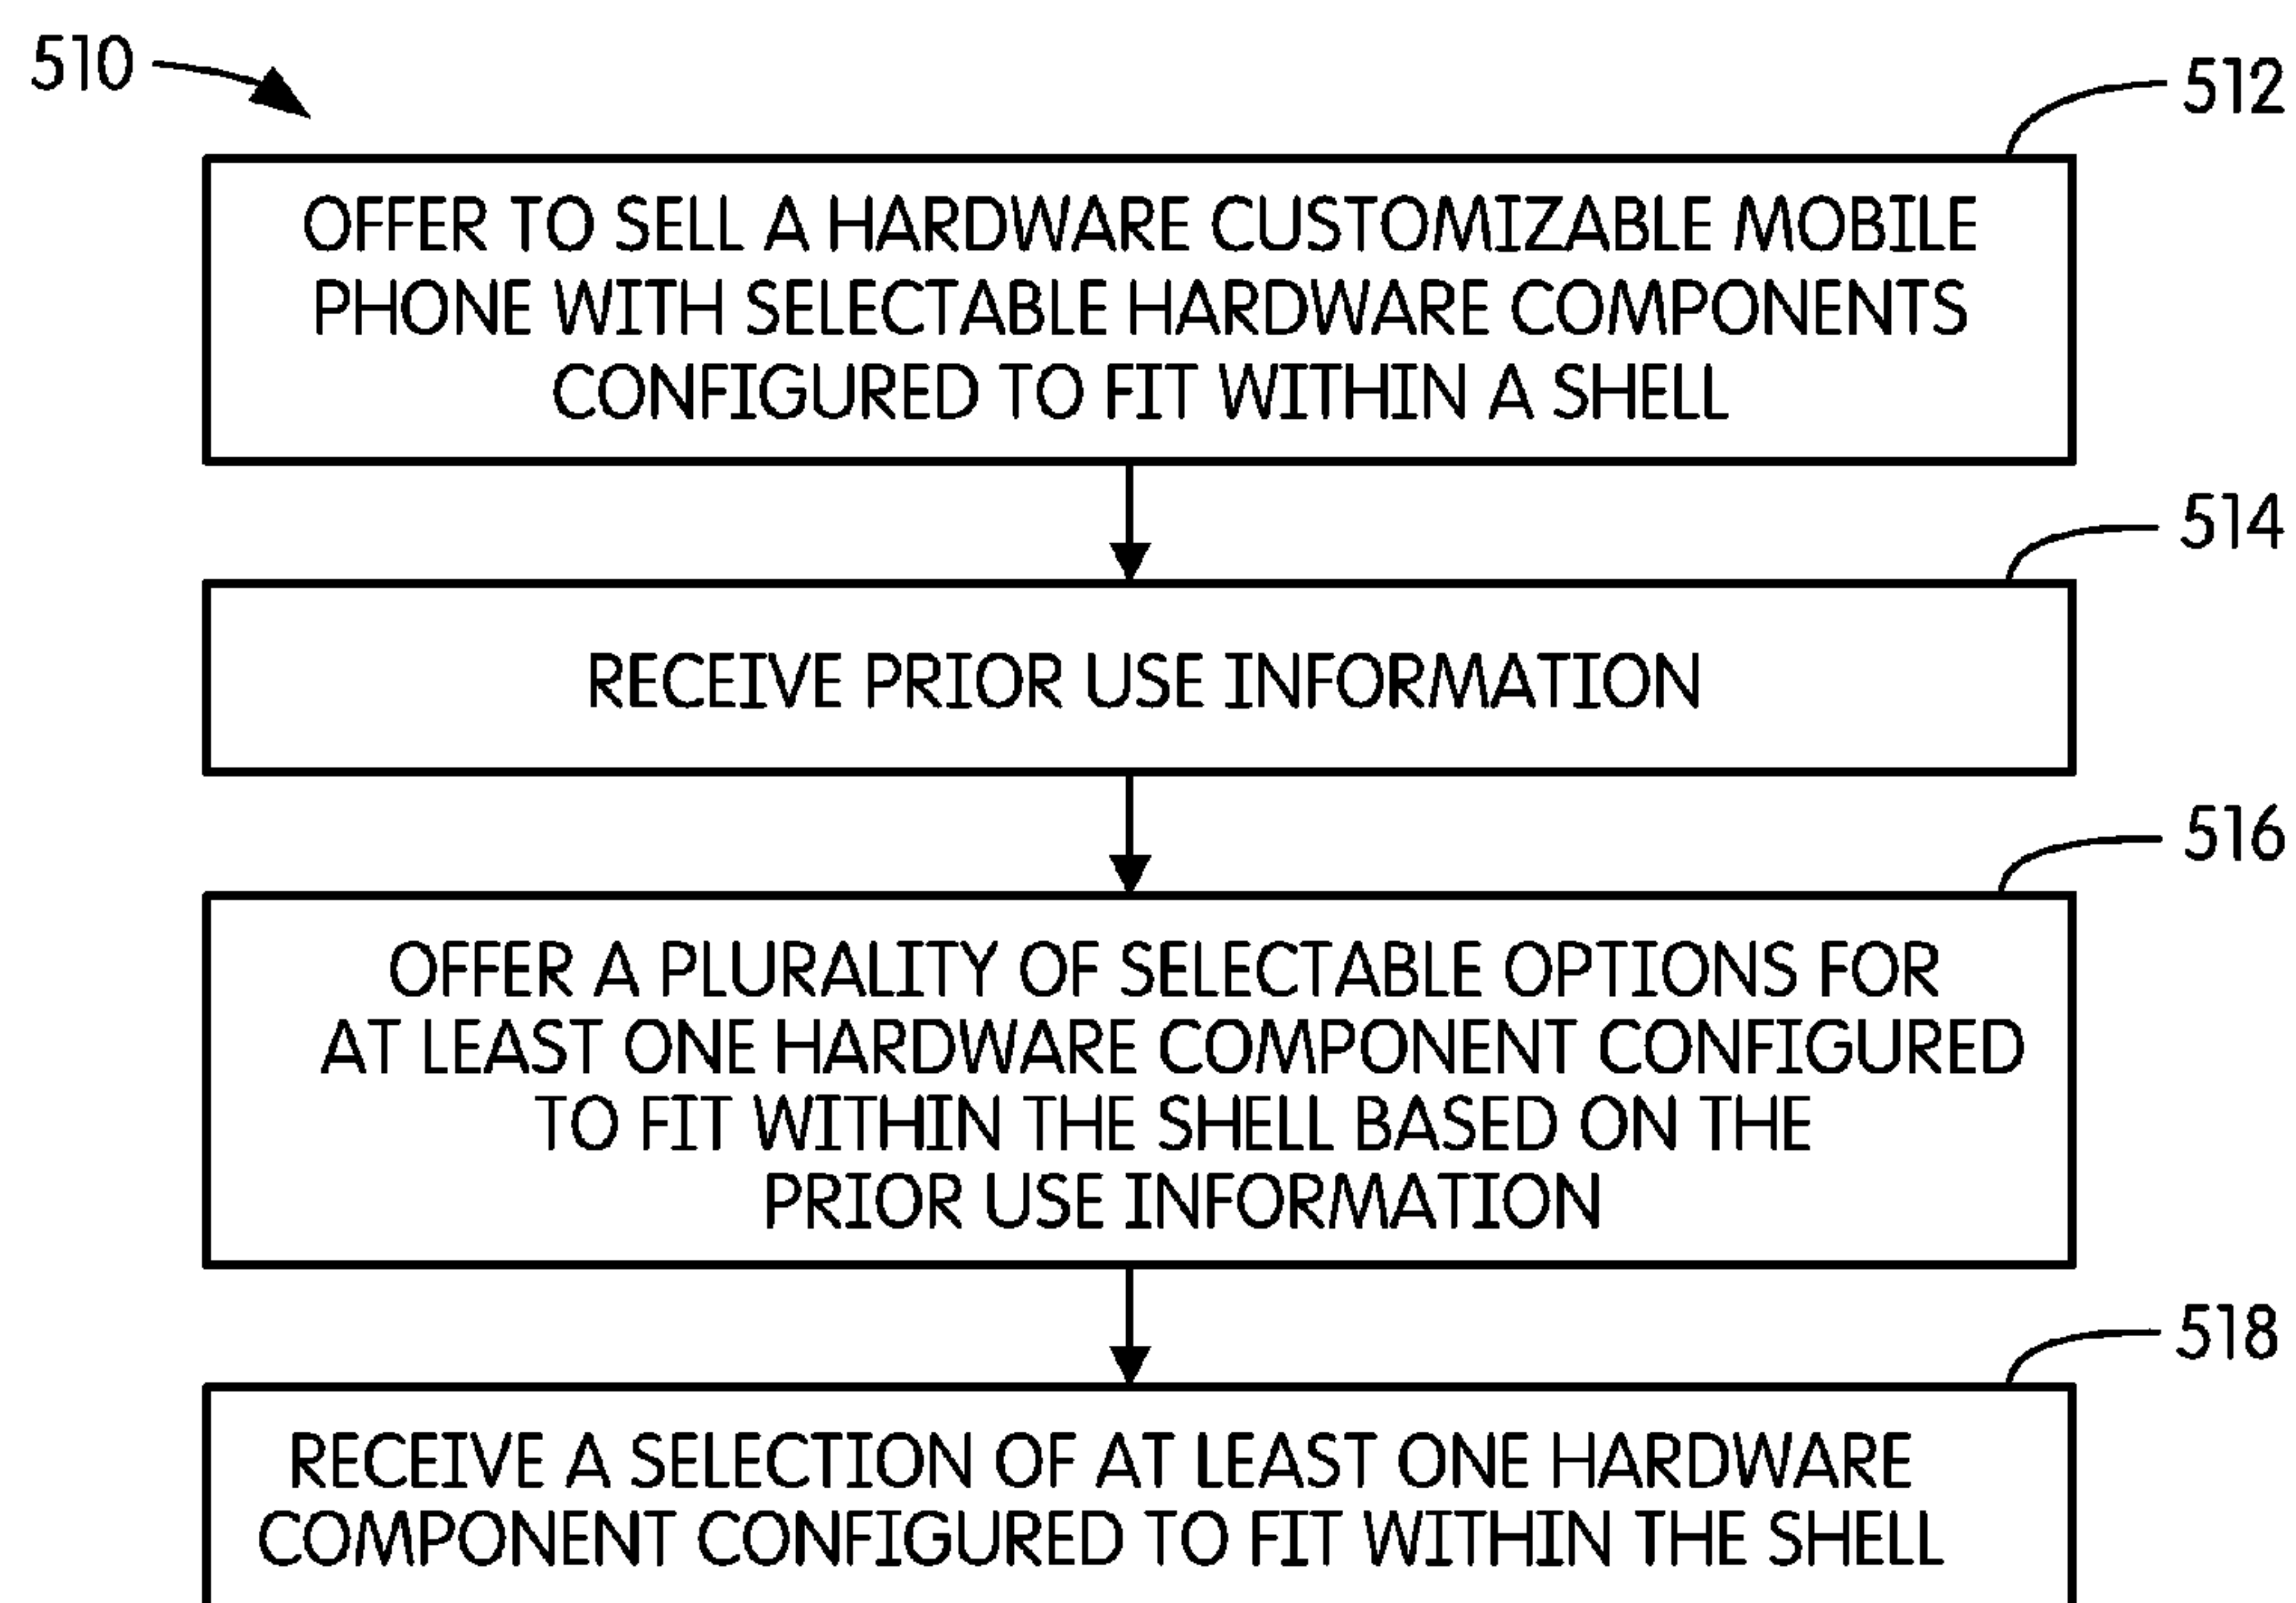 510
512
OFFER TO SELL A HARDWARE CUSTOMIZABLE MOBILE
PHONE WITH SELECTABLE HARDWARE COMPONENTS
CONFIGURED TO FIT WITHIN A SHELL
514
RECEIVE PRIOR USE INFORMATION
516
OFFER A PLURALITY OF SELECTABLE OPTIONS FOR
AT LEAST ONE HARDWARE COMPONENT CONFIGURED
TO FIT WITHIN THE SHELL BASED ON THE
PRIOR USE INFORMATION
518
RECEIVE A SELECTION OF AT LEAST ONE HARDWARE
COMPONENT CONFIGURED TO FIT WITHIN THE SHELL